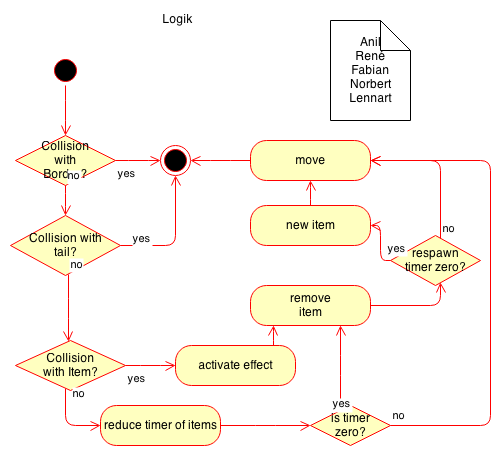 Logik
Anil
René
Fabian
Norbert
Lennart
Collision
with
Border?
no
yes
move
Collision with
tail?
no
yes
new item
no
yes
respawn
timer zero?
remove
item
Collision
with Item?
no
yes
activate effect
yes
is timer
zero?
no
reduce timer of items